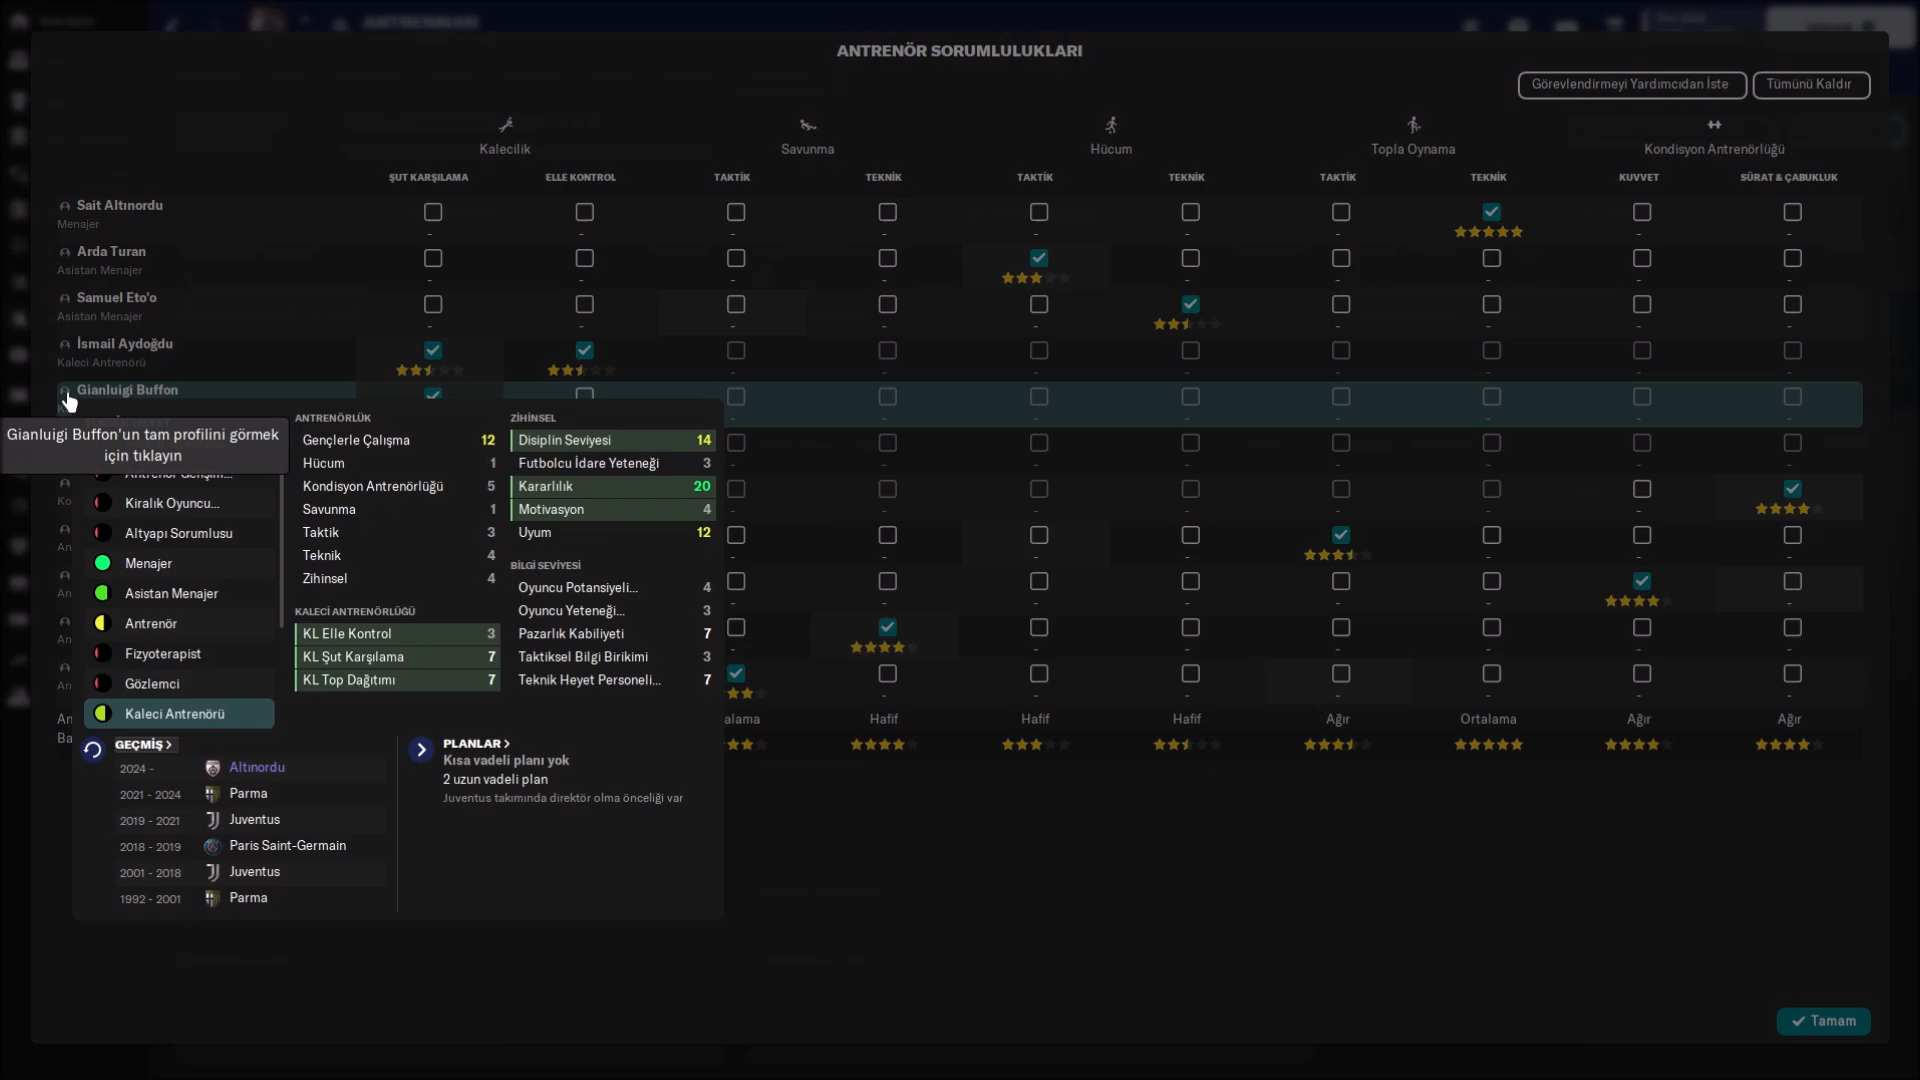 ANTRENÖR SORUMLULUKLARI
Görevlendirmeyi Yardımcıdan İste
Tümünü Kaldır
Kalecilik
Savunma
Hücum
Topla Oynama
Kondisyon Antrenörlüğü
ŞUT KARŞILAMA
ELLE KONTROL
TAKTİK
TEKNİK
TAKTİK
TEKNİK
TAKTİK
TEKNİK
KUVVET
SÜRAT & ÇABUKLUK
Sait Altınordu
Menajer
Arda Turan
Asistan Menajer
Samuel Eto'o
Asistan Menajer
İsmail Aydoğdu
Kaleci Antrenörü
Gianluigi Buffon
Gianluigi Buffon'un tam profilini görmek
için tıklayın
Kiralık Oyuncu...
Altyapı Sorumlusu
Menajer
Asistan Menajer
Antrenör
Fizyoterapist
Gözlemci
Kaleci Antrenörü
ANTRENÖRLÜK
Gençlerle Çalışma 12
Hücum 1
Kondisyon Antrenörlüğü 5
Savunma 1
Taktik 3
Teknik 4
Zihinsel 4
KALECİ ANTRENÖRLÜĞÜ
KL Elle Kontrol 3
KL Şut Karşılama 7
KL Top Dağıtımı 7
ZİHİNSEL
Disiplin Seviyesi 14
Futbolcu İdare Yeteneği 3
Kararlılık 20
Motivasyon 4
Uyum 12
BİLGİ SEVİYESİ
Oyuncu Potansiyeli... 4
Oyuncu Yeteneği... 3
Pazarlık Kabiliyeti 7
Taktiksel Bilgi Birikimi 3
Teknik Heyet Personeli... 7
GEÇMİŞ >
2024 - Altınordu
2021 - 2024 Parma
2019 - 2021 Juventus
2018 - 2019 Paris Saint-Germain
2001 - 2018 Juventus
1992 - 2001 Parma
PLANLAR >
Kısa vadeli planı yok
2 uzun vadeli plan
Juventus takımında direktör olma önceliği var
alama
Hafif
Hafif
Hafif
Ağır
Ortalama
Ağır
Ağır
Tamam